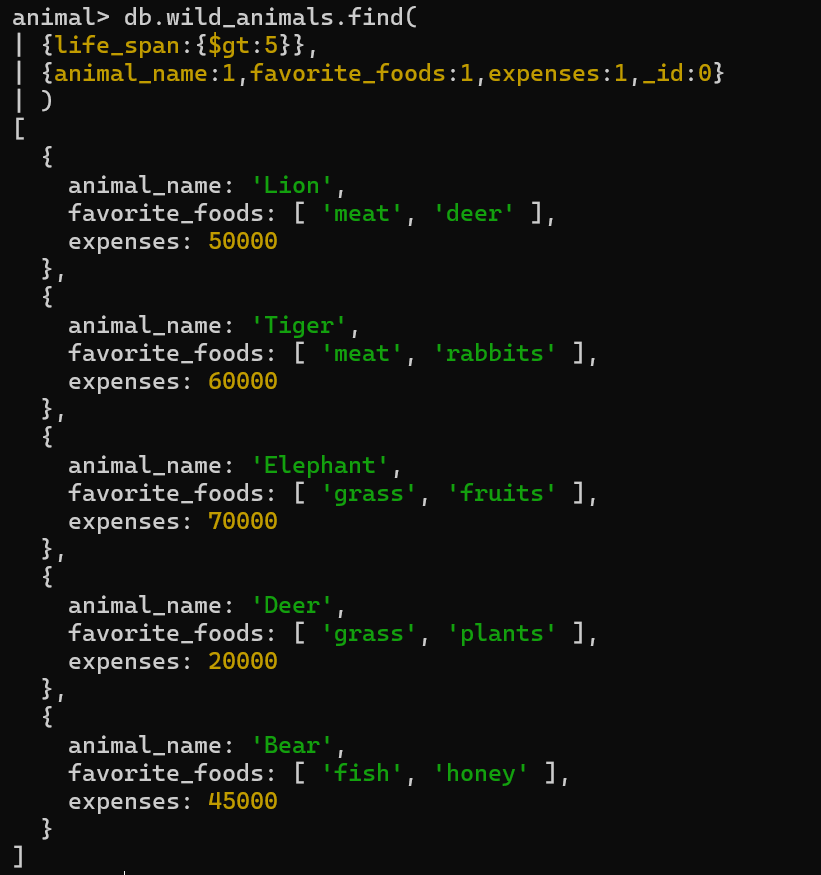 animal> db.wild_animals.find(
| {life_span:{$gt:5}},
| {animal_name:1,favorite_foods:1,expenses:1,_id:0}
| )
[
  {
    animal_name: 'Lion',
    favorite_foods: [ 'meat', 'deer' ],
    expenses: 50000
  },
  {
    animal_name: 'Tiger',
    favorite_foods: [ 'meat', 'rabbits' ],
    expenses: 60000
  },
  {
    animal_name: 'Elephant',
    favorite_foods: [ 'grass', 'fruits' ],
    expenses: 70000
  },
  {
    animal_name: 'Deer',
    favorite_foods: [ 'grass', 'plants' ],
    expenses: 20000
  },
  {
    animal_name: 'Bear',
    favorite_foods: [ 'fish', 'honey' ],
    expenses: 45000
  }
]